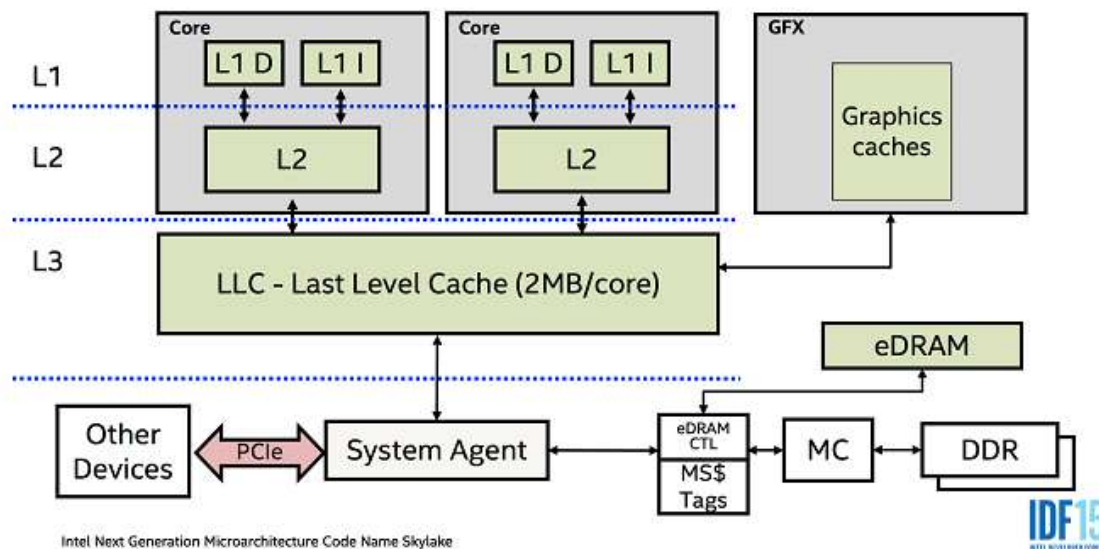 Core
Core
GFX
L1
L1 D
L1 I
L1 D
L1 I
Graphics
caches
L2
L2
L2
L3
LLC - Last Level Cache (2MB/core)
eDRAM
Other
Devices
PCIe
System Agent
eDRAM
CTL
MS$
Tags
MC
DDR
Intel Next Generation Microarchitecture Code Name Skylake
IDF15